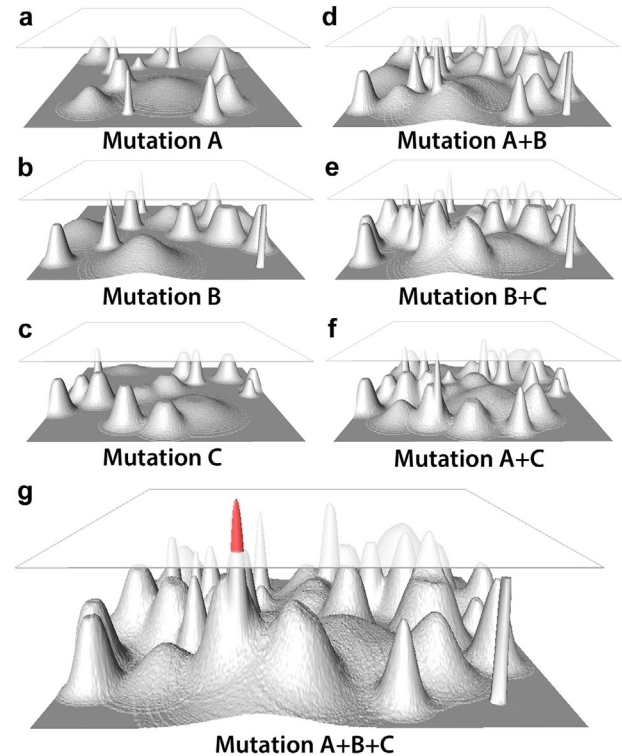 a
Mutation A
b
Mutation B
c
Mutation C
d
Mutation A+B
e
Mutation B+C
f
Mutation A+C
g
Mutation A+B+C